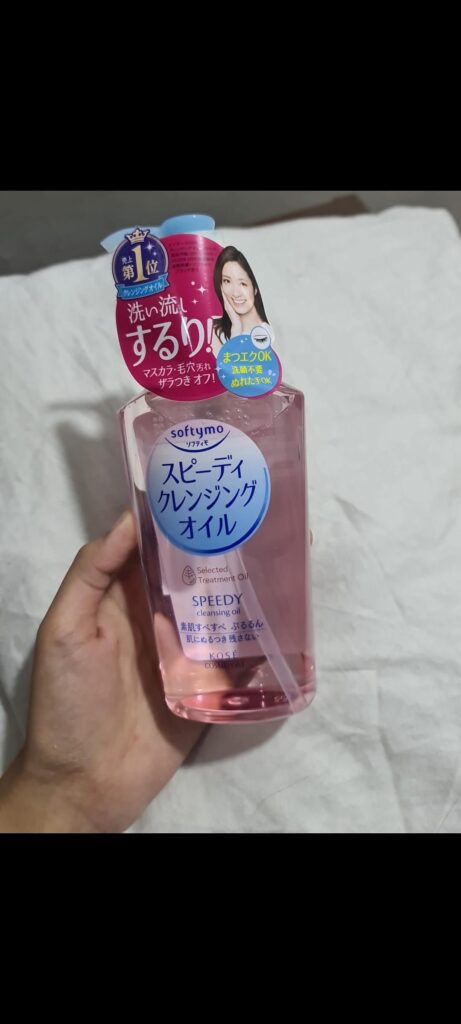 売上
第1位
クレンジングオイル
洗い流し
するり!
マスカラ・毛穴汚れ
ザラつき オフ!
まつエクOK
洗顔不要
ぬれた手OK
softymo
ソフティモ
スピーディ
クレンジング
オイル
Selected
Treatment Oil
SPEEDY
cleansing oil
素肌すべすべ ぷるるん
肌にぬるつき 残さない
KOSÉ
COSMEPORT